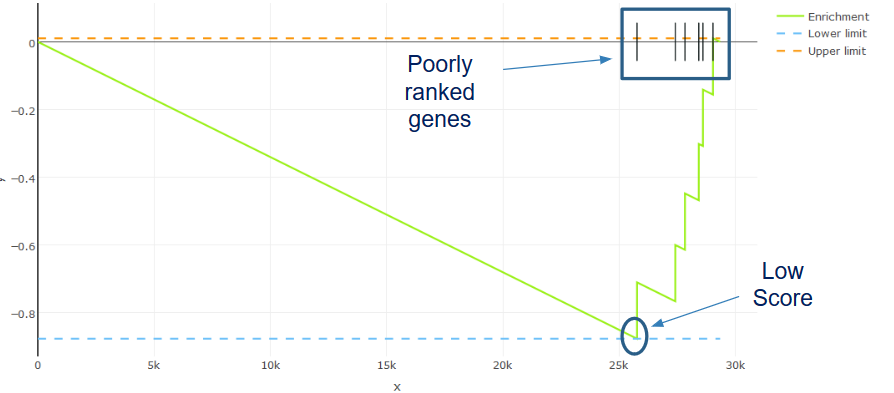 Enrichment
Lower limit
Upper limit
Poorly
ranked
genes
Low
Score
0
−0.2
−0.4
−0.6
−0.8
0
5k
10k
15k
20k
25k
30k
x